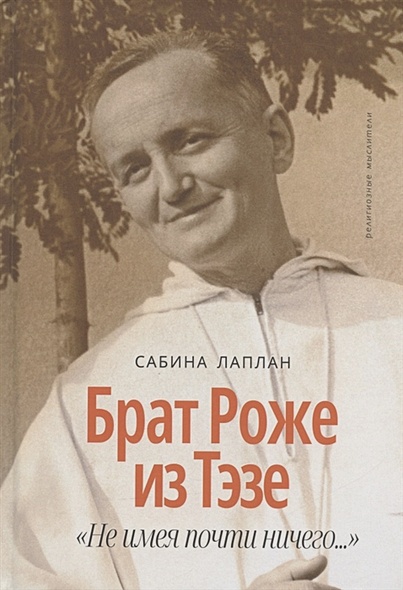 религиозные мыслители
САБИНА ЛАПЛАН
Брат Роже
из Тэзе
«Не имея почти ничего...»